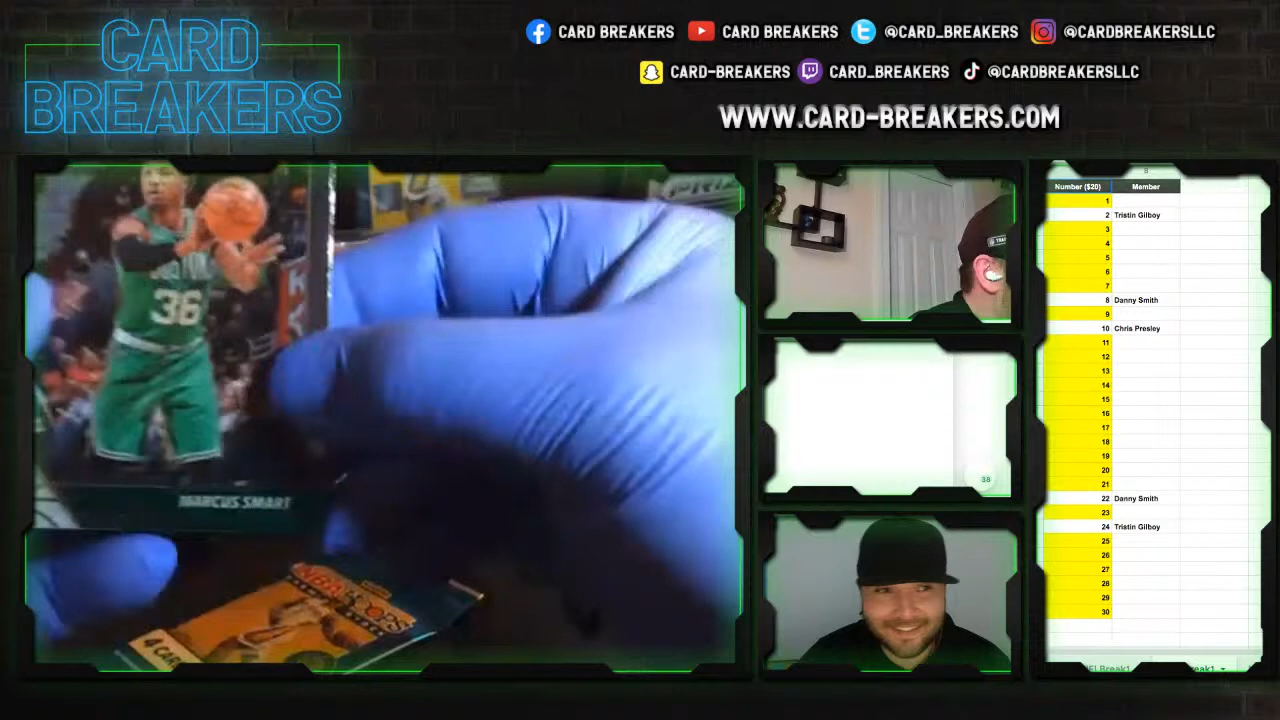 CARD
BREAKERS
CARD BREAKERS CARD BREAKERS @CARD_BREAKERS @CARDBREAKERSLLC
CARD-BREAKERS CARD_BREAKERS @CARDBREAKERSLLC
WWW.CARD-BREAKERS.COM
36
MARCUS SMART
NBA HOOPS
38
B
Number ($20) Member
1
2 Tristin Gilboy
3
4
5
6
7
8 Danny Smith
9
10 Chris Presley
11
12
13
14
15
16
17
18
19
20
21
22 Danny Smith
23
24 Tristin Gilboy
25
26
27
28
29
30